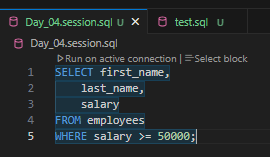 Day_04.session.sql U test.sql U
Day_04.session.sql
Run on active connection | Select block
1 SELECT first_name,
2 last_name,
3 salary
4 FROM employees
5 WHERE salary >= 50000;